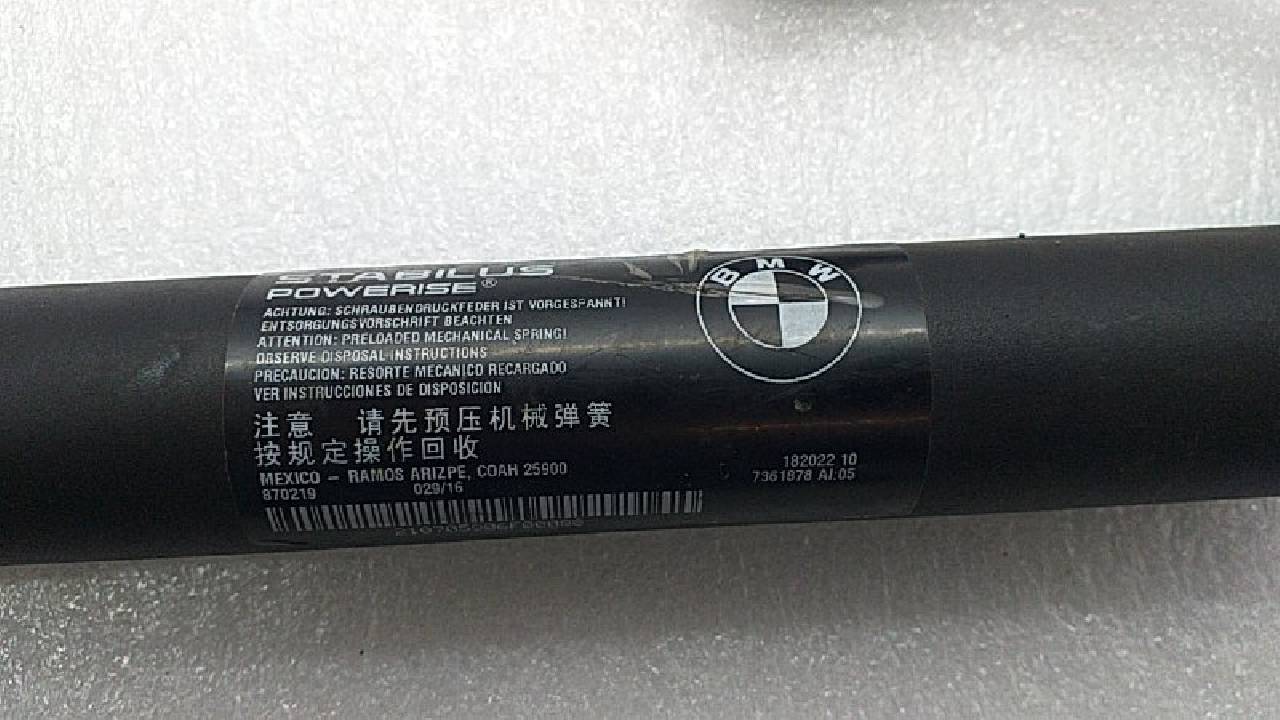 STABILUS
POWERISE®
ACHTUNG: SCHRAUBENDRUCKFEDER IST VORGESPANNT!
ENTSORGUNGSVORSCHRIFT BEACHTEN
ATTENTION: PRELOADED MECHANICAL SPRING!
OBSERVE DISPOSAL INSTRUCTIONS
PRECAUCION: RESORTE MECANICO RECARGADO
VER INSTRUCCIONES DE DISPOSICION
注意 请先预压机械弹簧
按规定操作回收
MEXICO – RAMOS ARIZPE, COAH 25900
870219 029/16
BMW
182022 10
7361878 AI.05